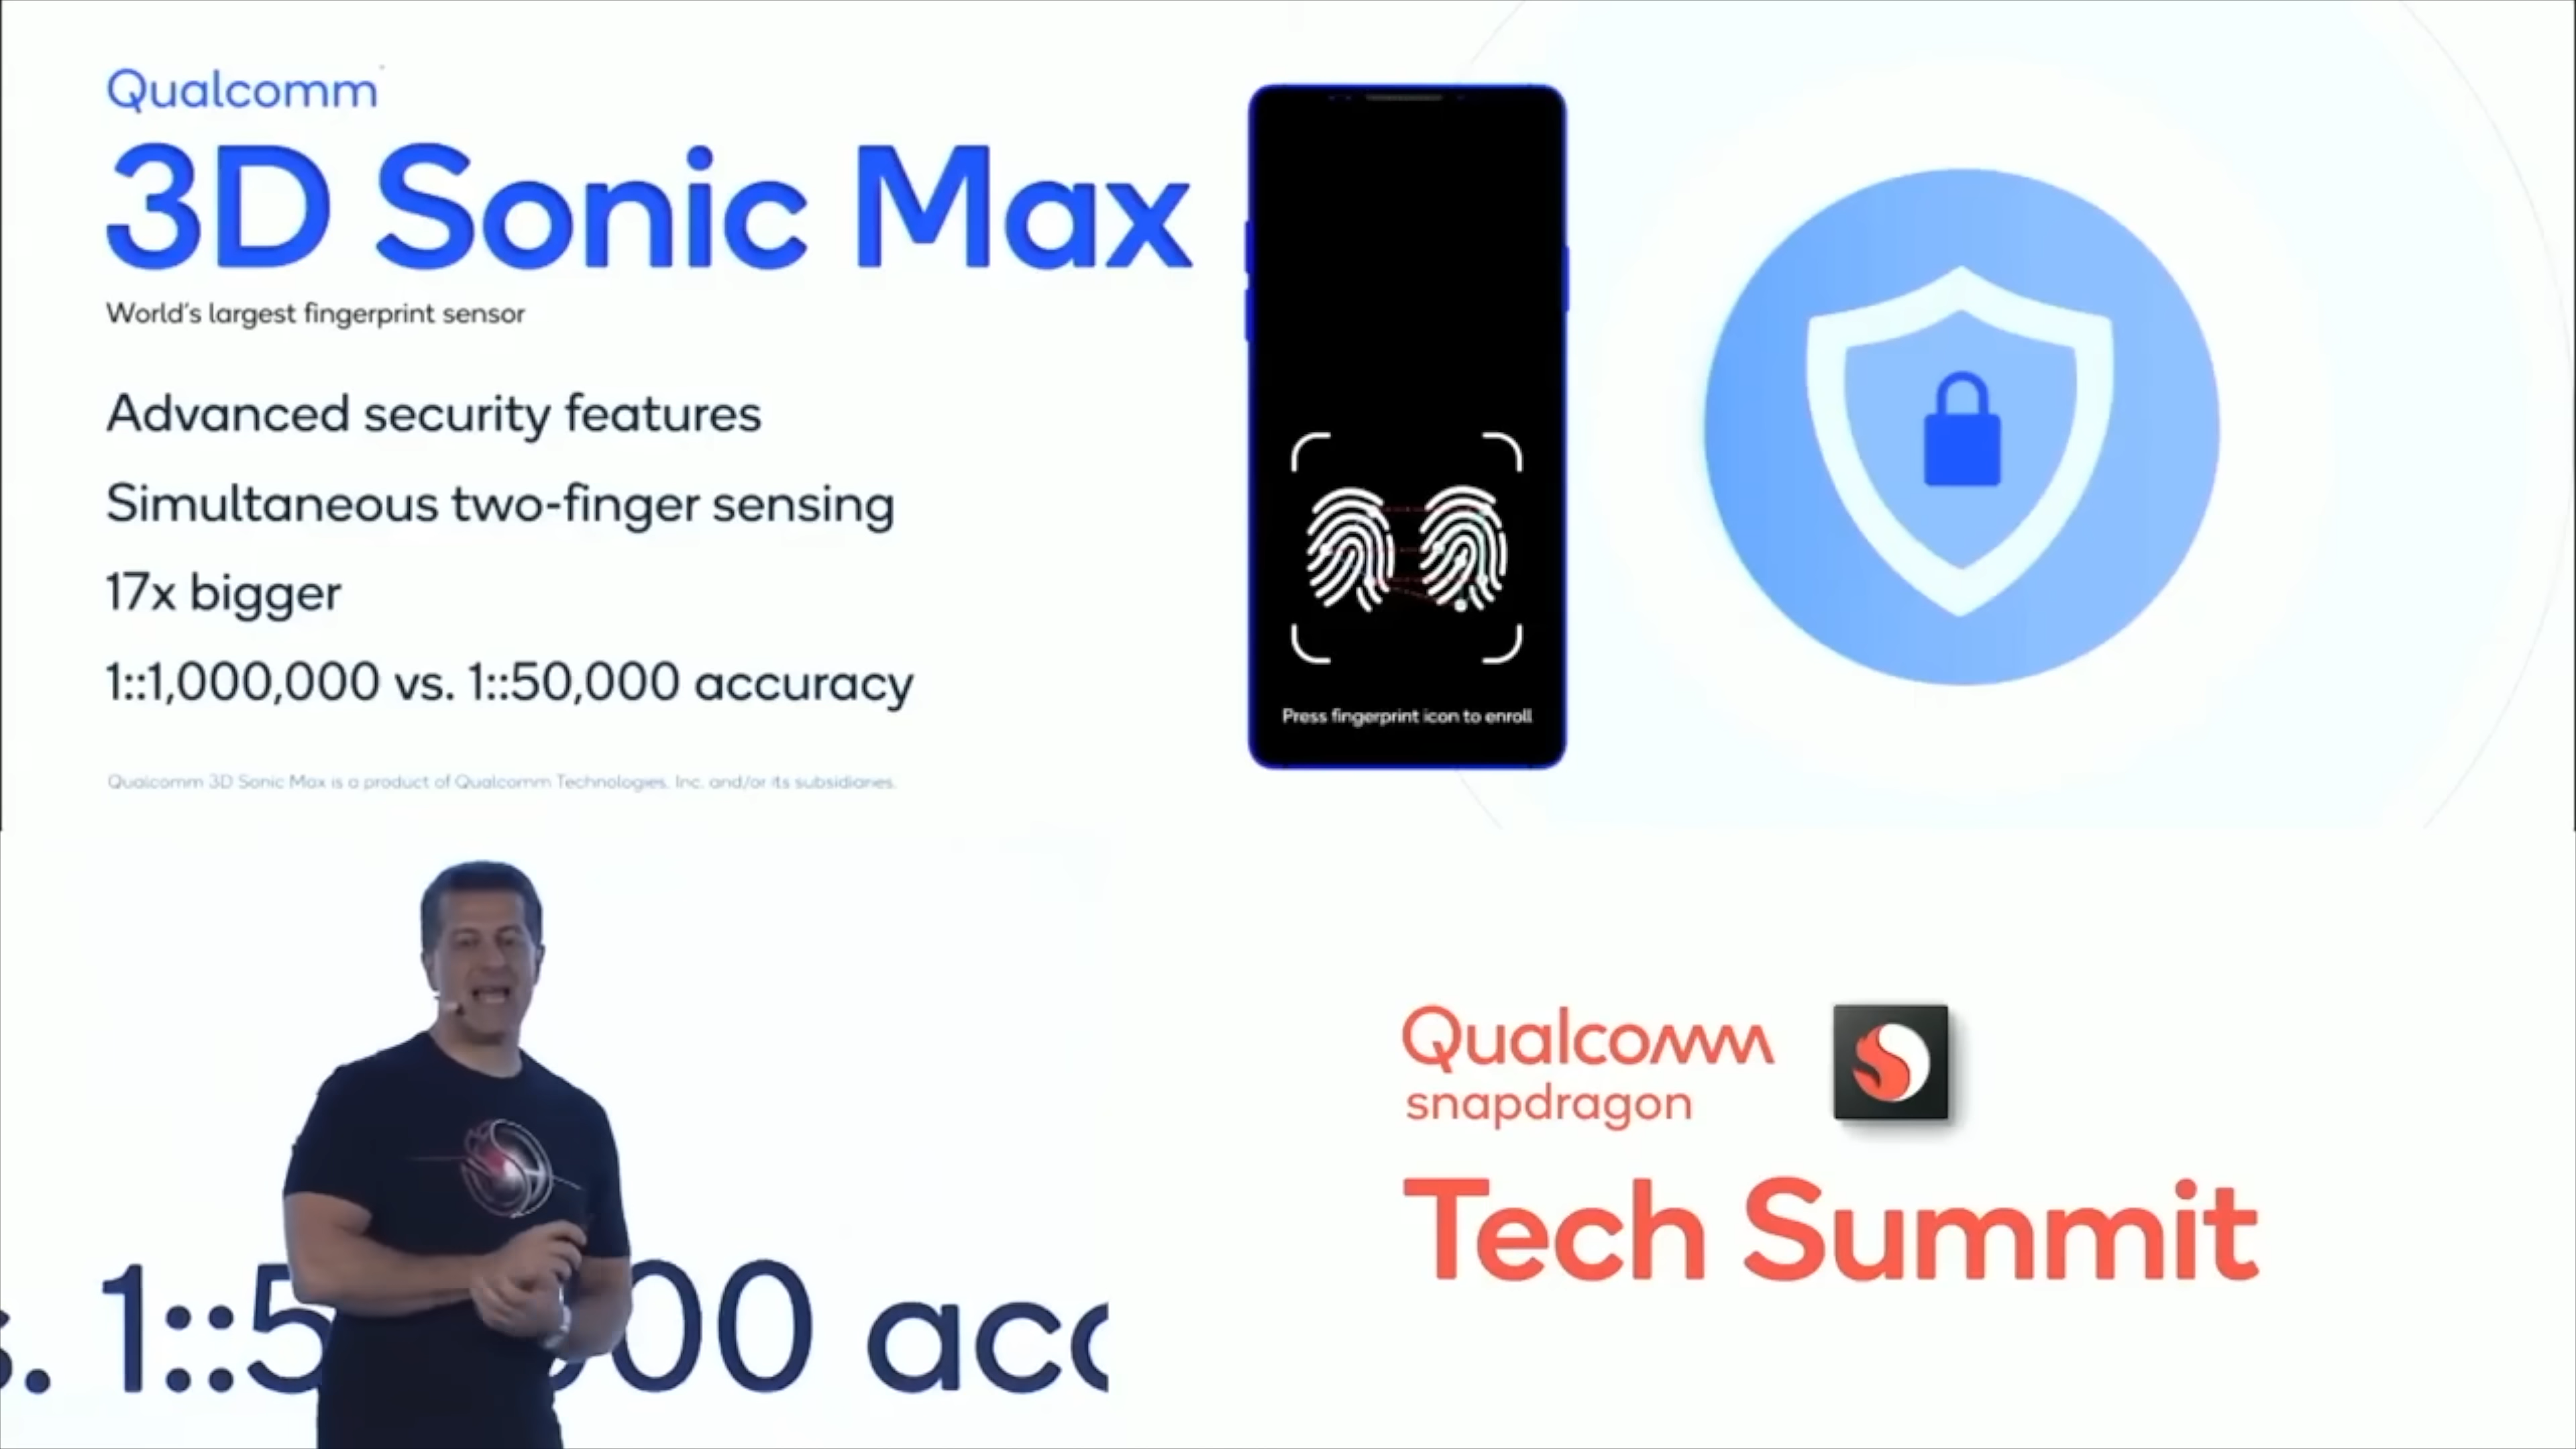 Qualcomm
3D Sonic Max
World's largest fingerprint sensor
Advanced security features
Simultaneous two-finger sensing
17x bigger
1::1,000,000 vs. 1::50,000 accuracy
Qualcomm 3D Sonic Max is a product of Qualcomm Technologies, Inc. and/or its subsidiaries.
Press fingerprint icon to enroll
s. 1::5 00 acc
Qualcomm
snapdragon
Tech Summit